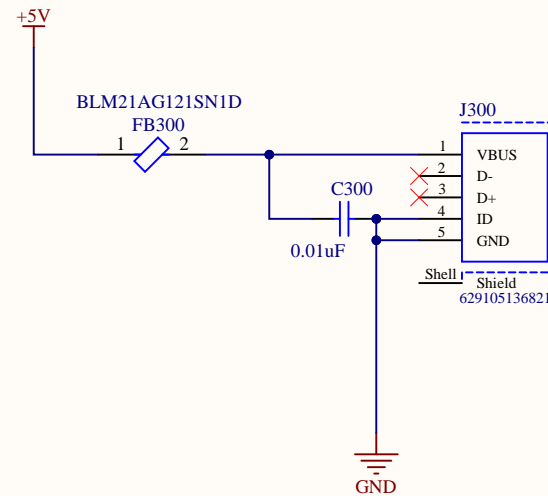 +5V
BLM21AG121SN1D
FB300
1
2
J300
1
VBUS
2
D-
3
D+
C300
4
ID
0.01uF
5
GND
Shell
Shield
629105136821
GND